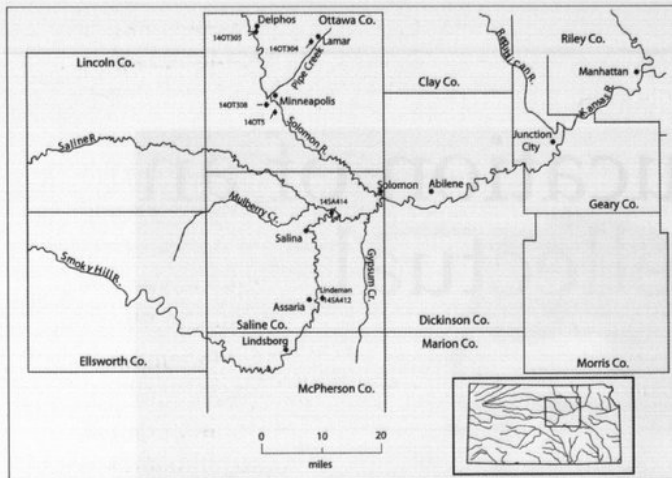 Delphos
Ottawa Co.
14OT305
14OT304
Lamar
Pipe Creek
Lincoln Co.
Clay Co.
Republican R.
Riley Co.
Manhattan
Kansas R.
Minneapolis
14OT308
14OT5
Solomon R.
Junction
City
Saline R.
Solomon
Abilene
Geary Co.
Mulberry Cr.
14SA414
Salina
Gypsum Cr.
Smoky Hill R.
Lindeman
14SA412
Assaria
Saline Co.
Dickinson Co.
Lindsborg
Marion Co.
Ellsworth Co.
McPherson Co.
Morris Co.
0 10 20
miles